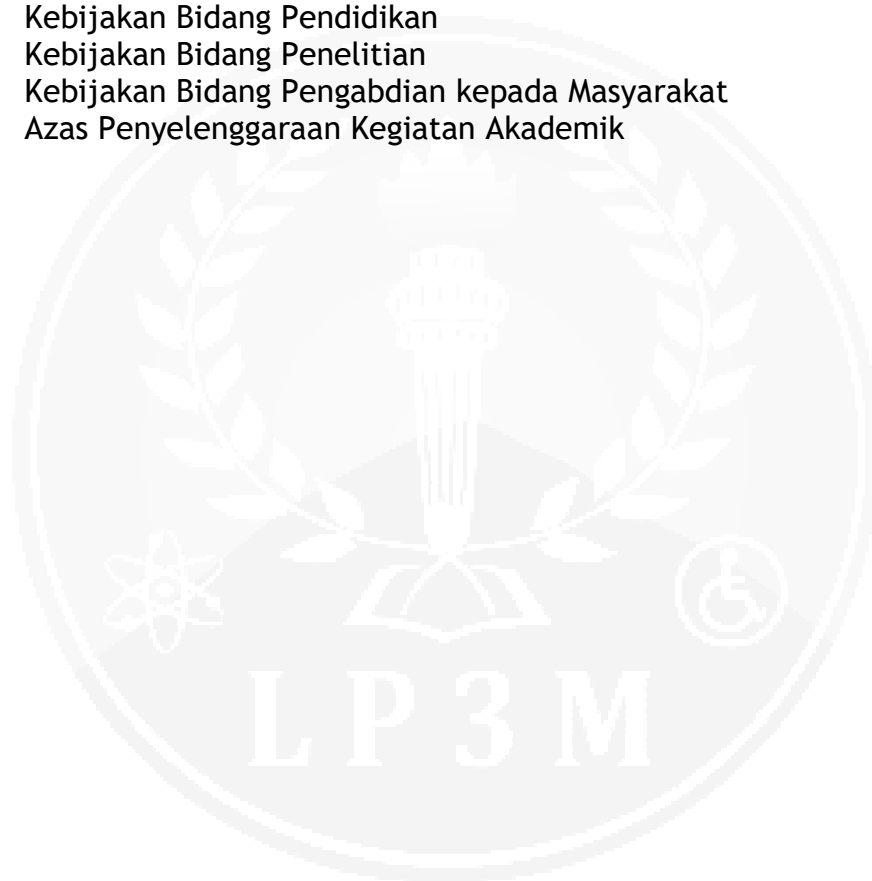 Kebijakan Bidang Pendidikan
Kebijakan Bidang Penelitian
Kebijakan Bidang Pengabdian kepada Masyarakat
Azas Penyelenggaraan Kegiatan Akademik
LP3M